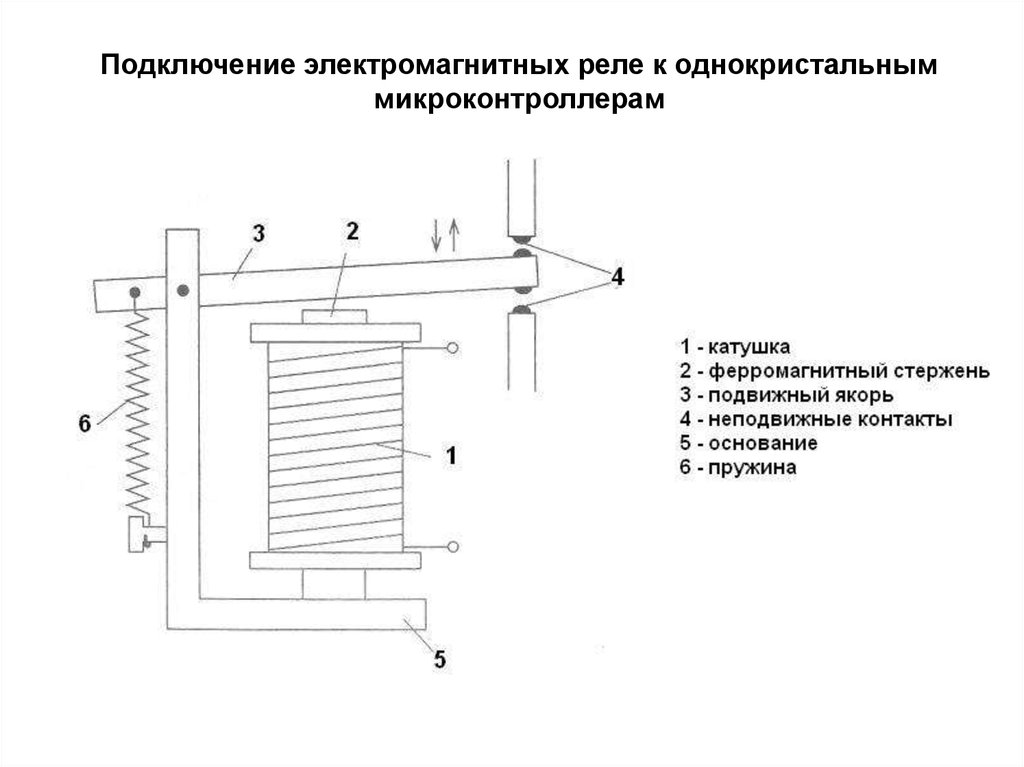 Подключение электромагнитных реле к однокристальным
микроконтроллерам
3
2
4
6
1
5
1 - катушка
2 - ферромагнитный стержень
3 - подвижный якорь
4 - неподвижные контакты
5 - основание
6 - пружина